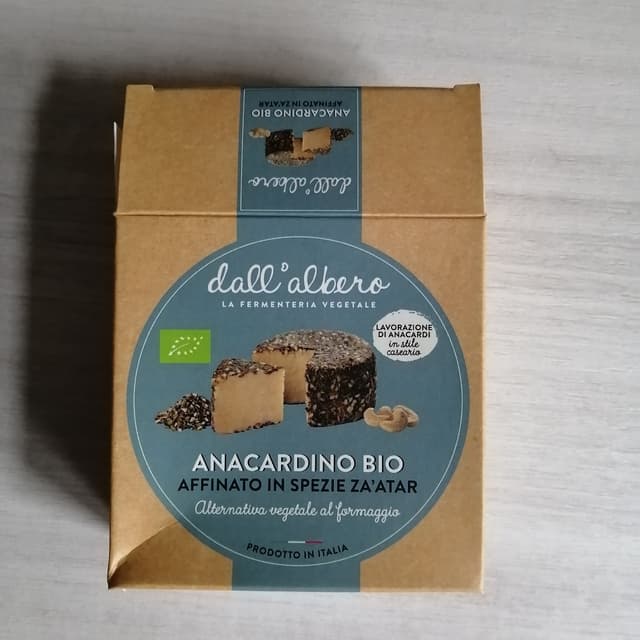 ANACARDINO BIO
AFFINATO IN ZA'ATAR
dall'albero
dall'albero
LA FERMENTERIA VEGETALE
LAVORAZIONE
DI ANACARDI
in stile
caseario
ANACARDINO BIO
AFFINATO IN SPEZIE ZA'ATAR
Alternativa vegetale al formaggio
PRODOTTO IN ITALIA